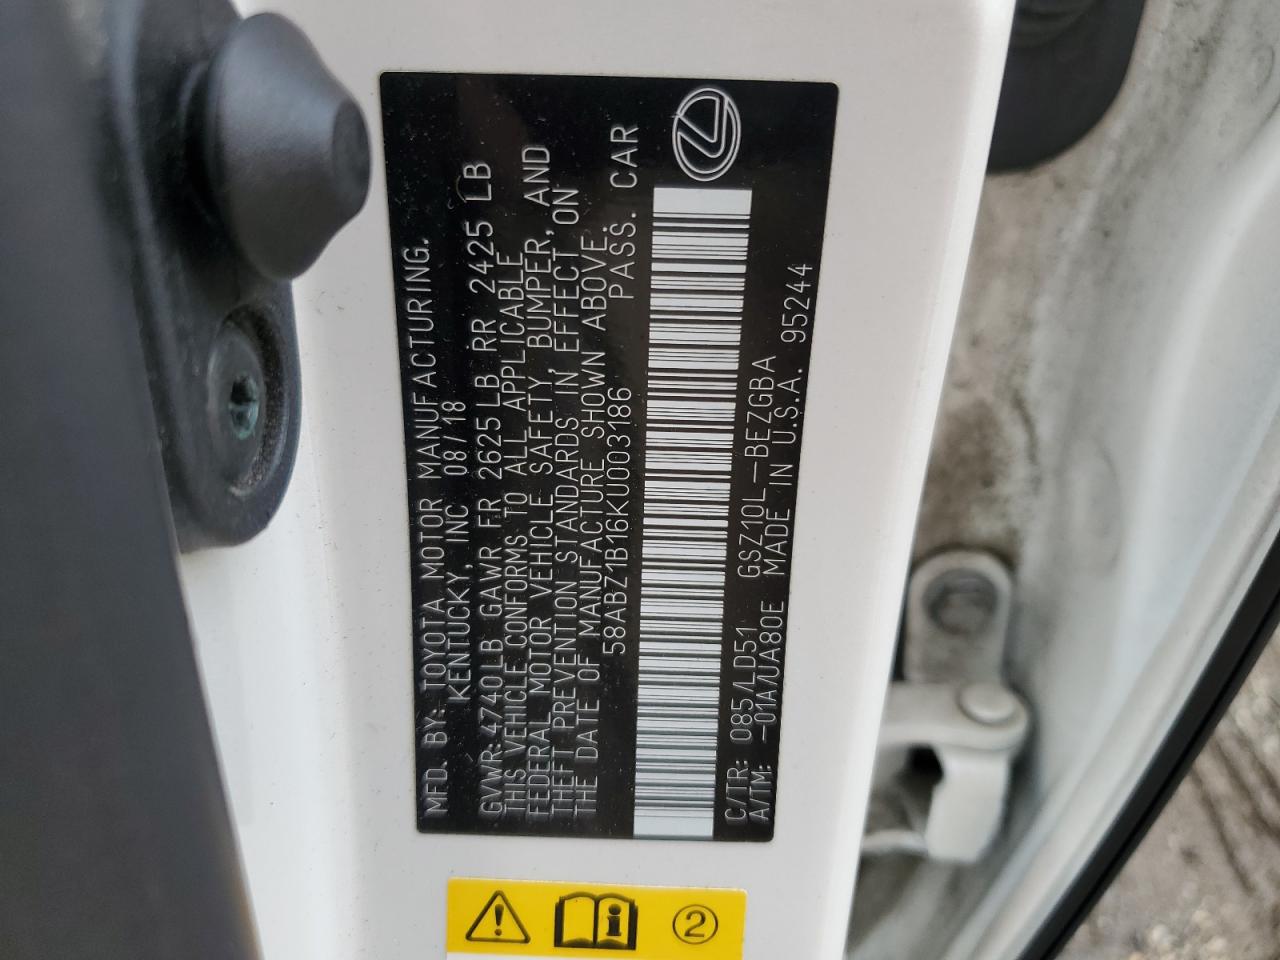 MFD. BY: TOYOTA MOTOR MANUFACTURING.
KENTUCKY, INC 08/18
GVWR: 4740LB GAWR FR 2625LB RR 2425 LB
THIS VEHICLE CONFORMS TO ALL APPLICABLE
FEDERAL MOTOR VEHICLE SAFETY, BUMPER, AND
THEFT PREVENTION STANDARDS IN EFFECT ON
THE DATE OF MANUFACTURE SHOWN ABOVE.
58ABZ1B16KU003186 PASS. CAR
C/TR: 085/LD51 GSZ10L-BEZGBA
A/TM: -01A/UA80E MADE IN U.S.A. 95244
2